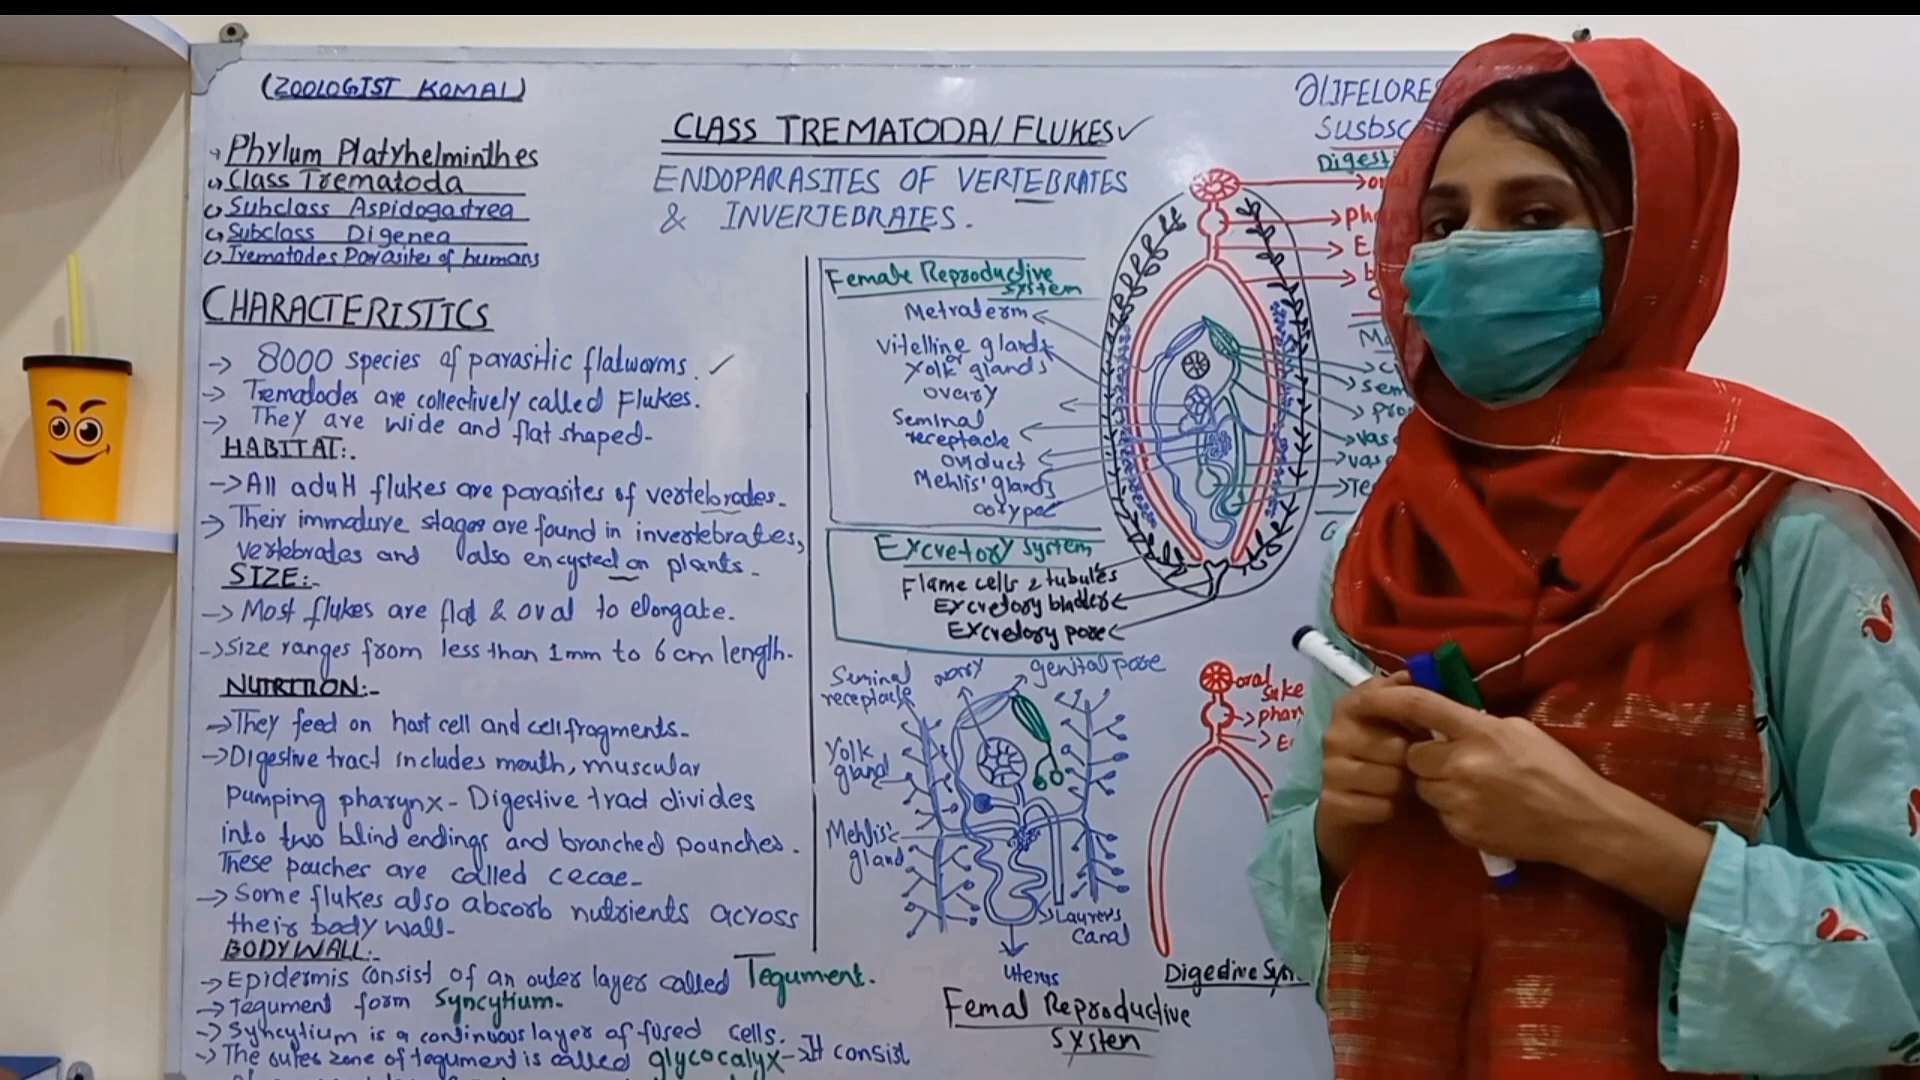 (ZOOLOGIST KOMAL)
Phylum Platyhelminthes
Class Trematoda
Subclass Aspidogastrea
Subclass Digenea
Trematodes Parasites of humans
CLASS TREMATODA/FLUKES✓
ENDOPARASITES OF VERTEBRATES
& INVERTEBRATES.
CHARACTERISTICS
→ 8000 species of parasitic flatworms. ✓
→ Trematodes are collectively called Flukes.
→ They are wide and flat shaped-
HABITAT:.
→ All adult flukes are parasites of vertebrates.
→ Their immature stages are found in invertebrates,
vertebrates and also encysted on plants.
SIZE:-
→ Most flukes are flat & oval to elongate.
→ Size ranges from less than 1mm to 6 cm length.
NUTRITION:-
→ They feed on host cell and cell fragments-
→ Digestive tract includes mouth, muscular
Pumping pharynx- Digestive tract divides
into two blind endings and branched pounches.
These pouches are called cecae-
→ Some flukes also absorb nutrients across
their body wall-
BODYWALL:-
→ Epidermis consist of an outer layer called Tegument.
→ Tegument form Syncytium-
→ Syncytium is a continuous layer of fused cells.
→ The outer zone of tegument is called glycocalyx- → It consist
Female Reproductive
system
Metraterm
Vitelline glands
or
Yolk glands
ovary
Seminal
receptacle
oviduct
Mehlis' glands
ootype
Excretory system
Flame cells & tubules
Excretory bladder
Excretory pore
Seminal
receptacle
ovary
genital pore
Yolk
gland
Mehlis'
gland
Laurer's
Canal
Uterus
Femal Reproductive
System
oral
Suker
Digestive